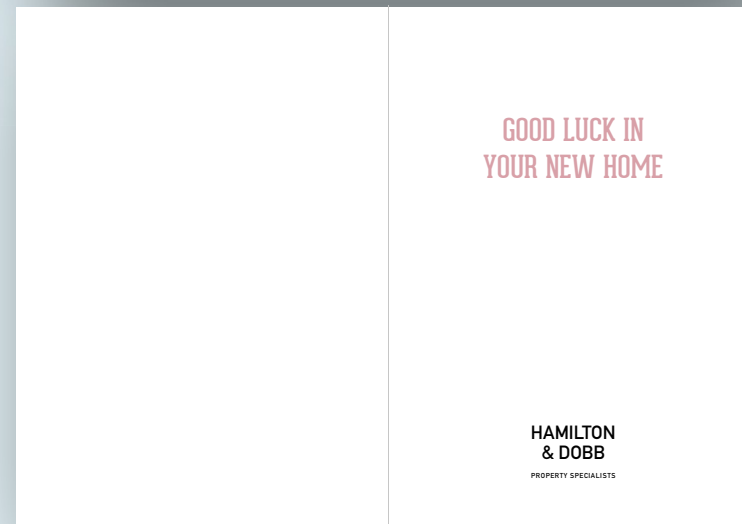 GOOD LUCK IN
YOUR NEW HOME
HAMILTON
& DOBB
PROPERTY SPECIALISTS